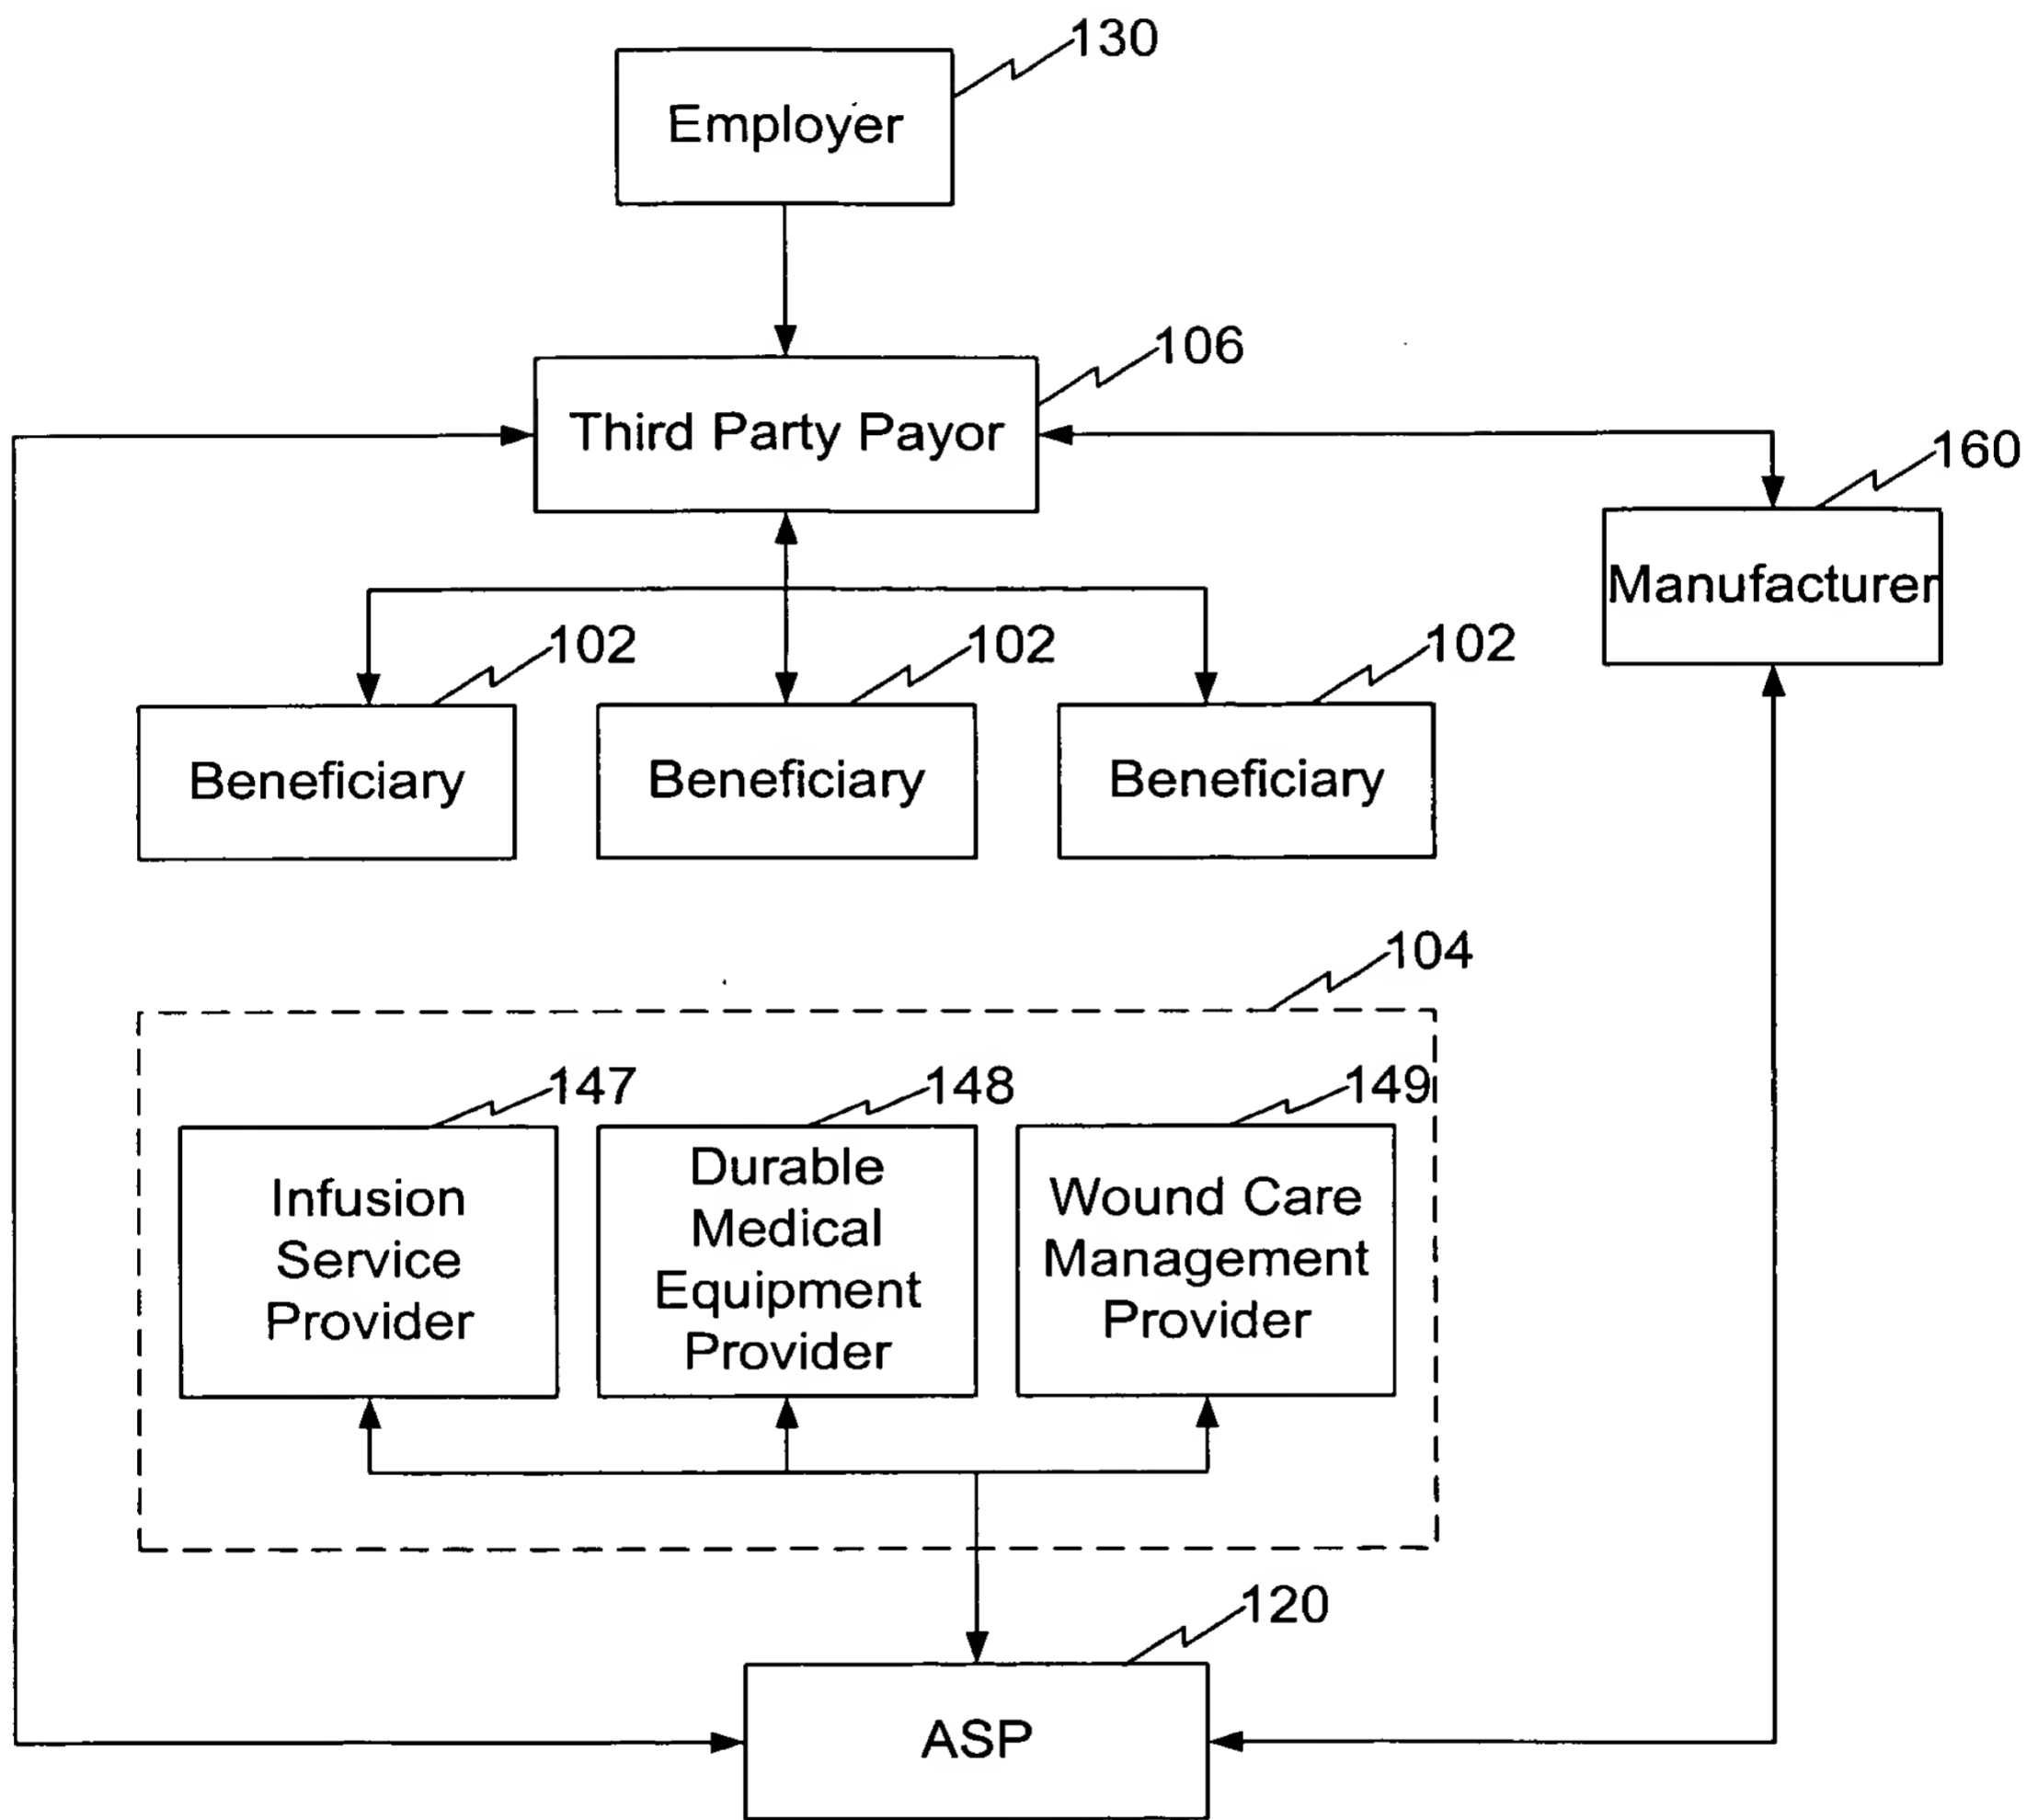 130
Employer
106
Third Party Payor
160
Manufacturer
102
102
102
Beneficiary
Beneficiary
Beneficiary
104
147
148
149
Infusion
Service
Provider
Durable
Medical
Equipment
Provider
Wound Care
Management
Provider
120
ASP